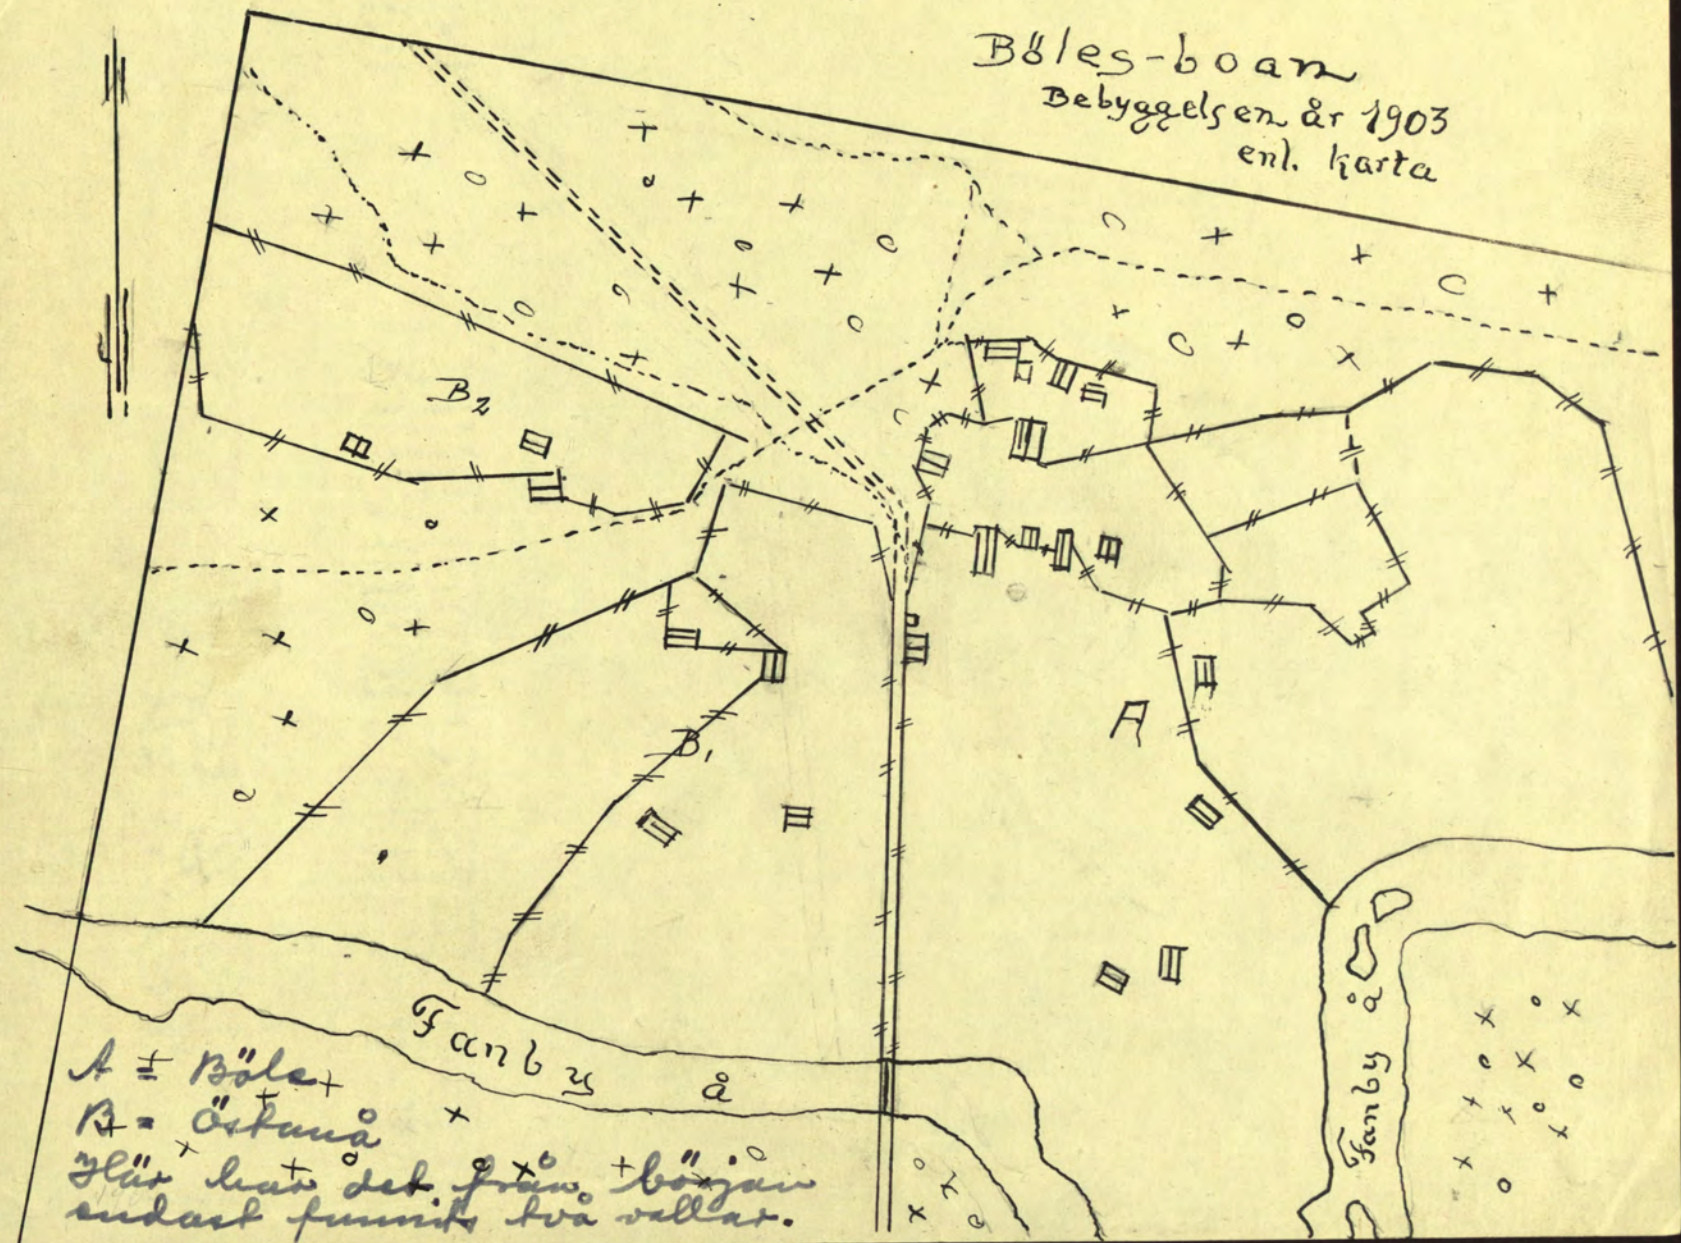 Böles-boan
Bebyggelsen år 1903
enl. karta
B2
B1
A
Fanby å
Fanby å
A = Böle
B = Östanå
Här har det från början
endast funnits två vallar.